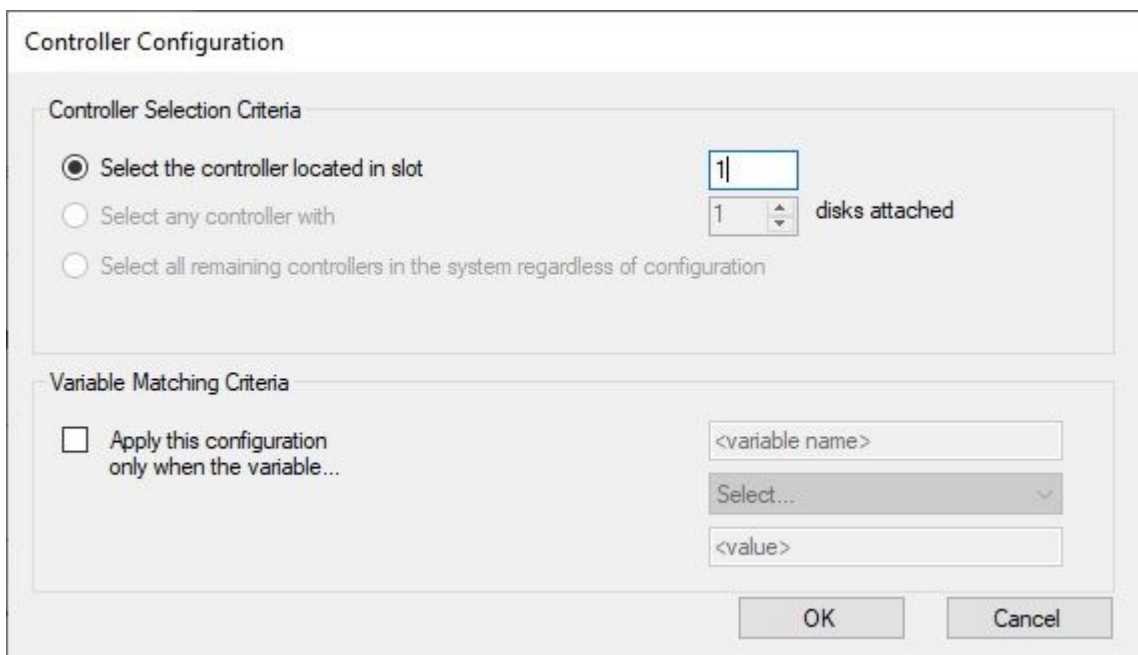 Controller Configuration
Controller Selection Criteria
Select the controller located in slot
1
Select any controller with
1
disks attached
Select all remaining controllers in the system regardless of configuration
Variable Matching Criteria
Apply this configuration
only when the variable...
<variable name>
Select...
<value>
OK
Cancel